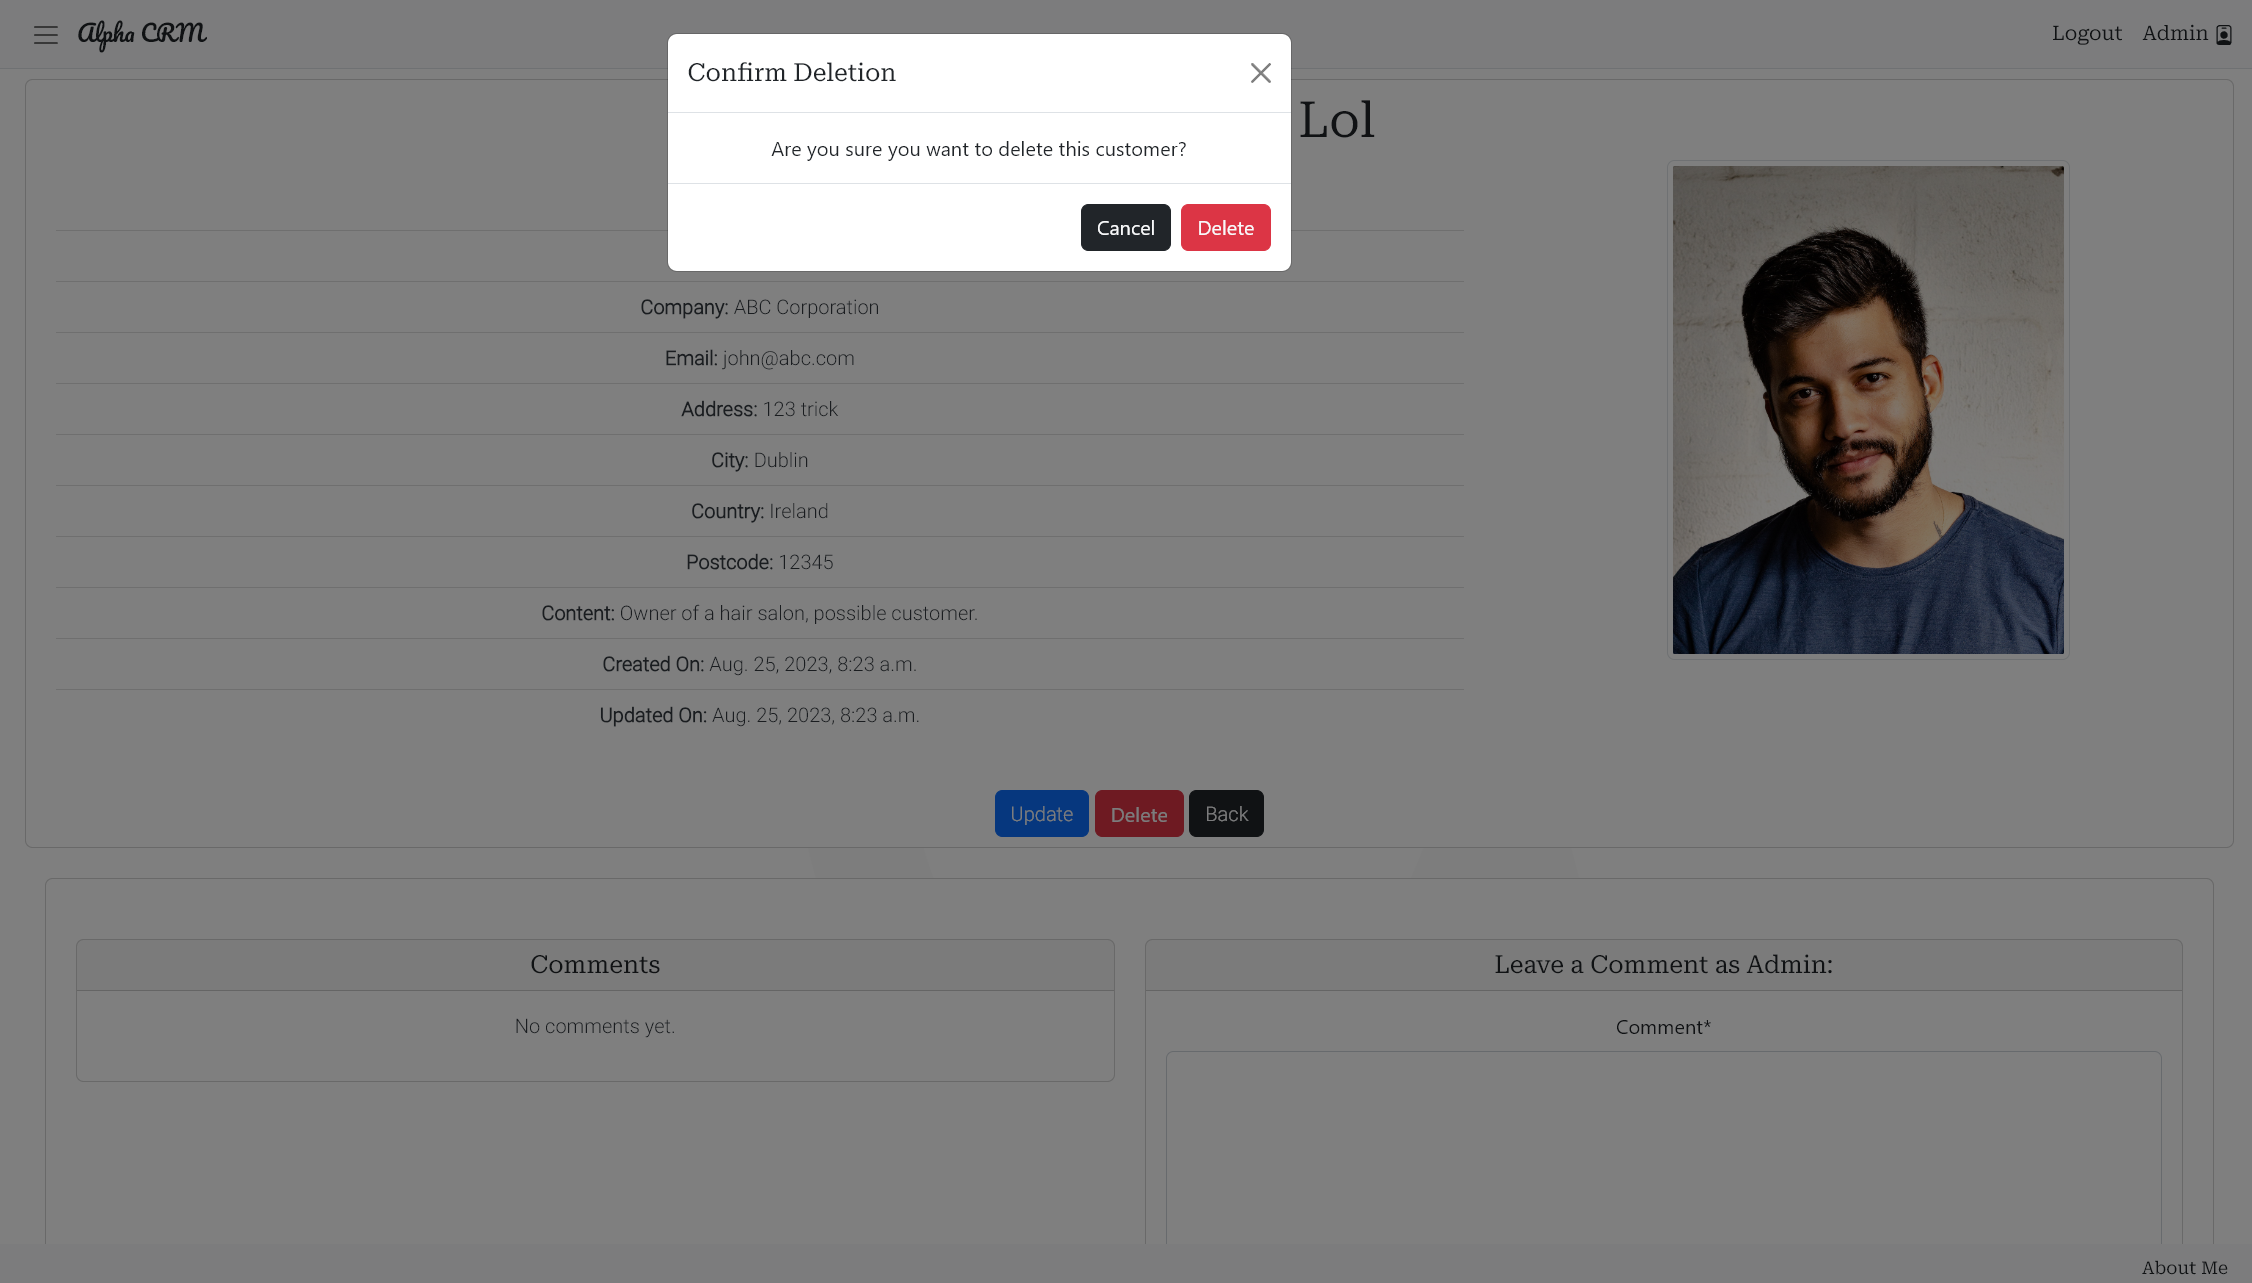 Alpha CRM
Logout Admin
Confirm Deletion
Lol
Are you sure you want to delete this customer?
Cancel Delete
Company: ABC Corporation
Email: john@abc.com
Address: 123 trick
City: Dublin
Country: Ireland
Postcode: 12345
Content: Owner of a hair salon, possible customer.
Created On: Aug. 25, 2023, 8:23 a.m.
Updated On: Aug. 25, 2023, 8:23 a.m.
Update Delete Back
Comments
No comments yet.
Leave a Comment as Admin:
Comment*
About Me